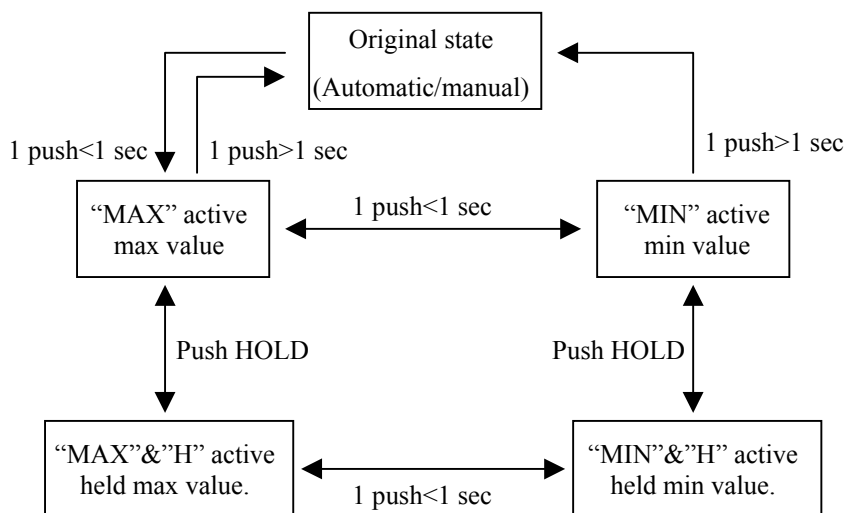 Original state
(Automatic/manual)
1 push<1 sec
1 push>1 sec
1 push>1 sec
“MAX” active
max value
1 push<1 sec
“MIN” active
min value
Push HOLD
Push HOLD
“MAX”&”H” active
held max value.
1 push<1 sec
“MIN”&”H” active
held min value.